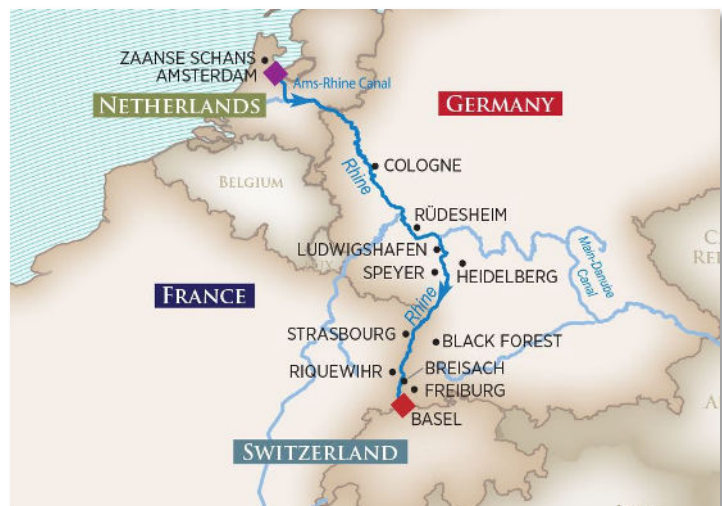 ZAANSE SCHANS
AMSTERDAM
Ams-Rhine Canal
NETHERLANDS
GERMANY
Rhine
COLOGNE
BELGIUM
RÜDESHEIM
LUDWIGSHAFEN
SPEYER
HEIDELBERG
Main-Danube
Canal
FRANCE
Rhine
STRASBOURG
BLACK FOREST
RIQUEWIHR
BREISACH
FREIBURG
BASEL
SWITZERLAND